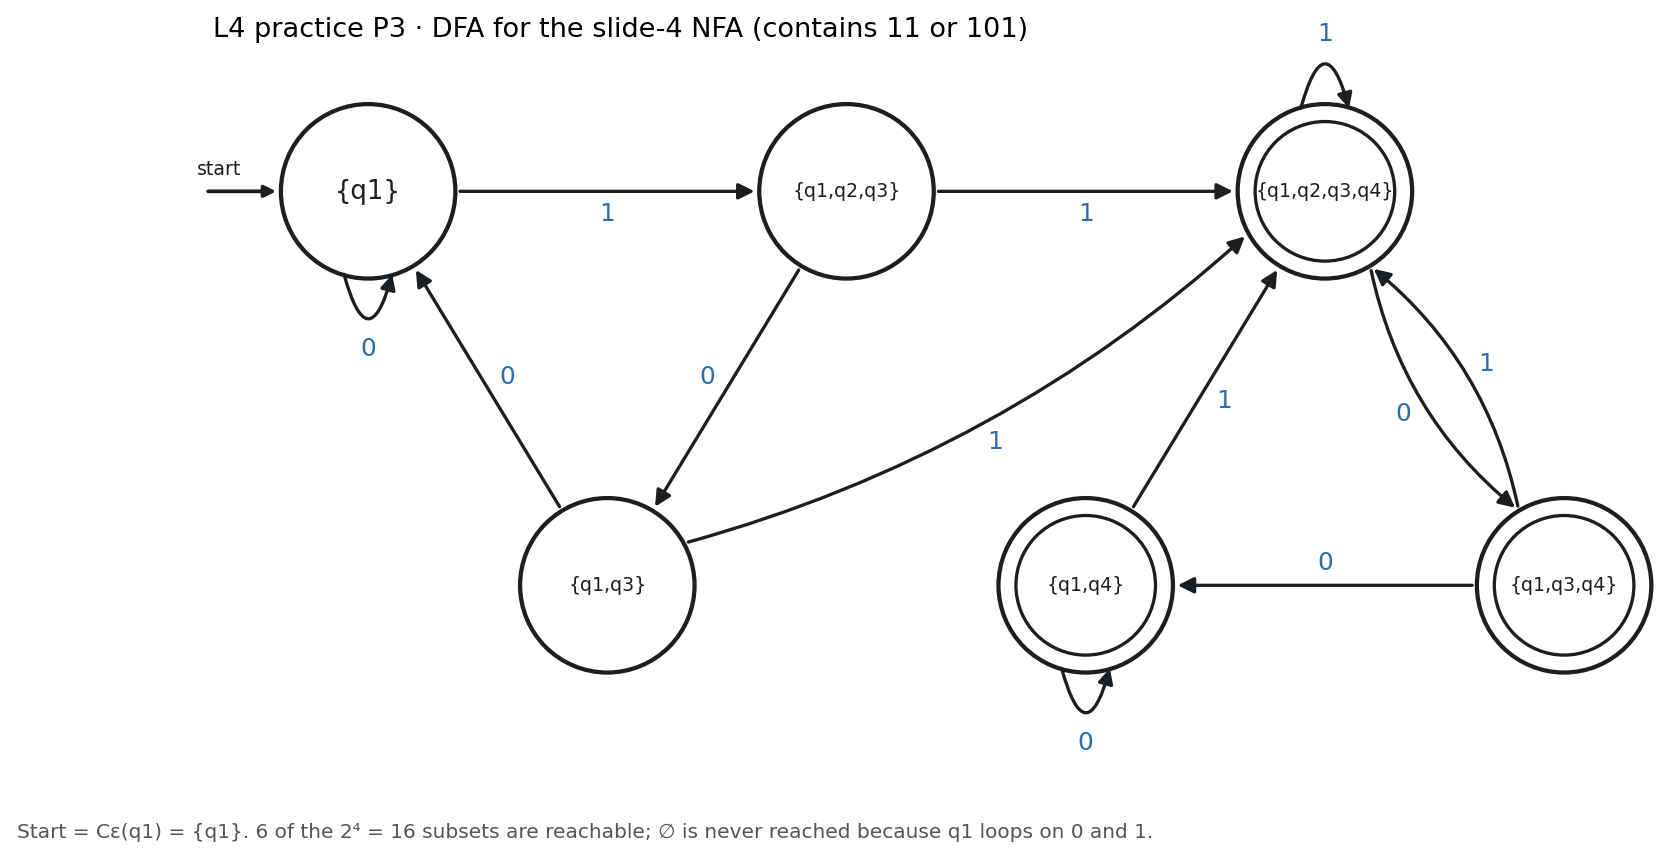 L4 practice P3 · DFA for the slide-4 NFA (contains 11 or 101)
1
start
{q1}
{q1,q2,q3}
{q1,q2,q3,q4}
1
1
0
0
0
1
1
0
1
1
{q1,q3}
{q1,q4}
0
{q1,q3,q4}
0
Start = Cε(q1) = {q1}. 6 of the 2⁴ = 16 subsets are reachable; ∅ is never reached because q1 loops on 0 and 1.